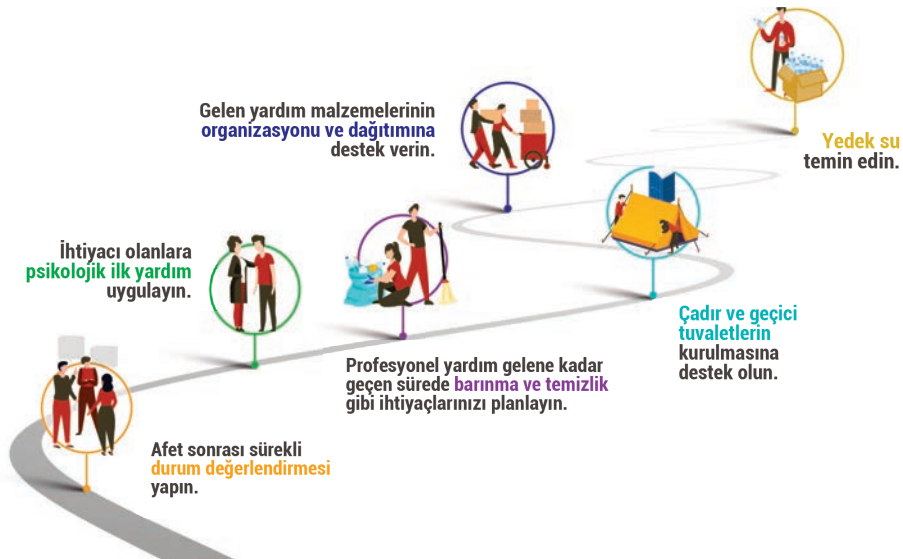 Gelen yardım malzemelerinin
organizasyonu ve dağıtımına
destek verin.
Yedek su
temin edin.
İhtiyacı olanlara
psikolojik ilk yardım
uygulayın.
Çadır ve geçici
tuvaletlerin
kurulmasına
destek olun.
Profesyonel yardım gelene kadar
geçen sürede barınma ve temizlik
gibi ihtiyaçlarınızı planlayın.
Afet sonrası sürekli
durum değerlendirmesi
yapın.